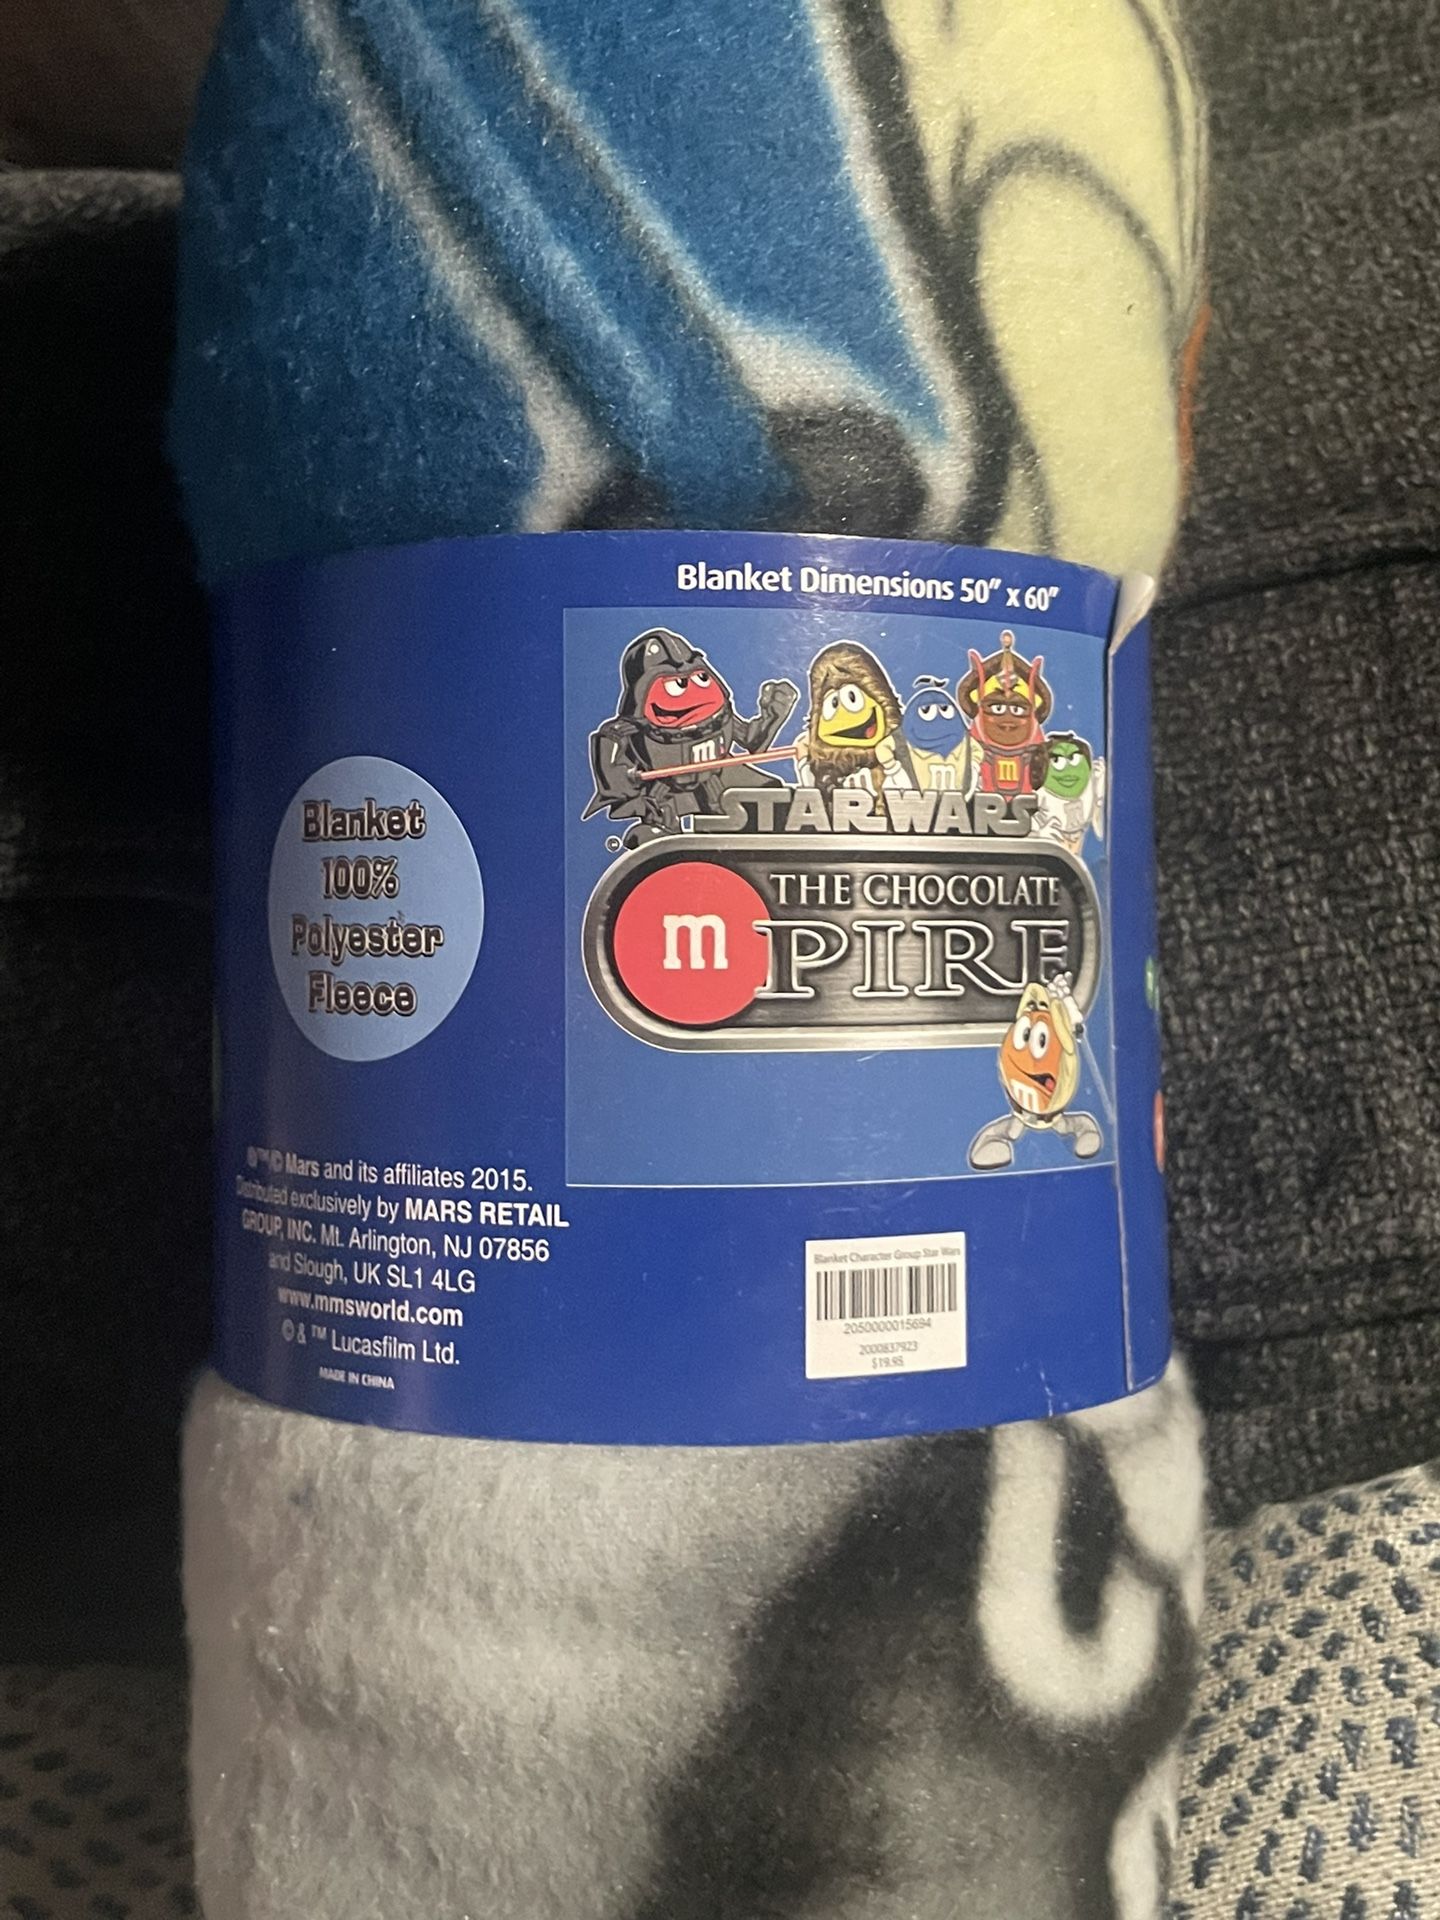 Blanket Dimensions 50" x 60"
m
m
m
m
STAR WARS
m THE CHOCOLATE
PIRE
m
Blanket
100%
Polyester
Fleece
®™/© Mars and its affiliates 2015.
Distributed exclusively by MARS RETAIL
GROUP, INC. Mt. Arlington, NJ 07856
and Slough, UK SL1 4LG
www.mmsworld.com
© & ™ Lucasfilm Ltd.
MADE IN CHINA
Blanket Character Group Star Wars
2050000015694
2000837923
$19.95